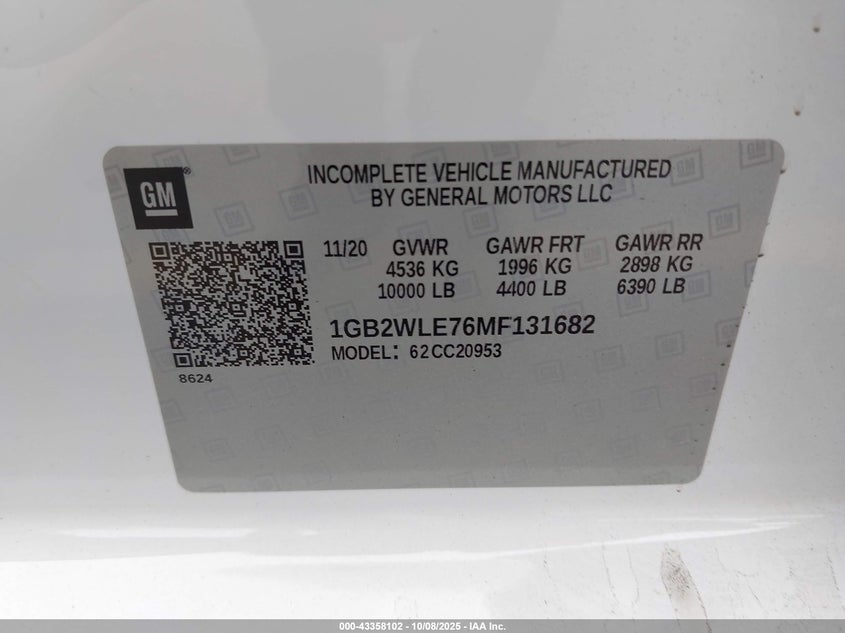 GM
INCOMPLETE VEHICLE MANUFACTURED
BY GENERAL MOTORS LLC
11/20 GVWR GAWR FRT GAWR RR
4536 KG 1996 KG 2898 KG
10000 LB 4400 LB 6390 LB
1GB2WLE76MF131682
MODEL: 62CC20953
8624
000-43358102 - 10/08/2025 - IAA Inc.